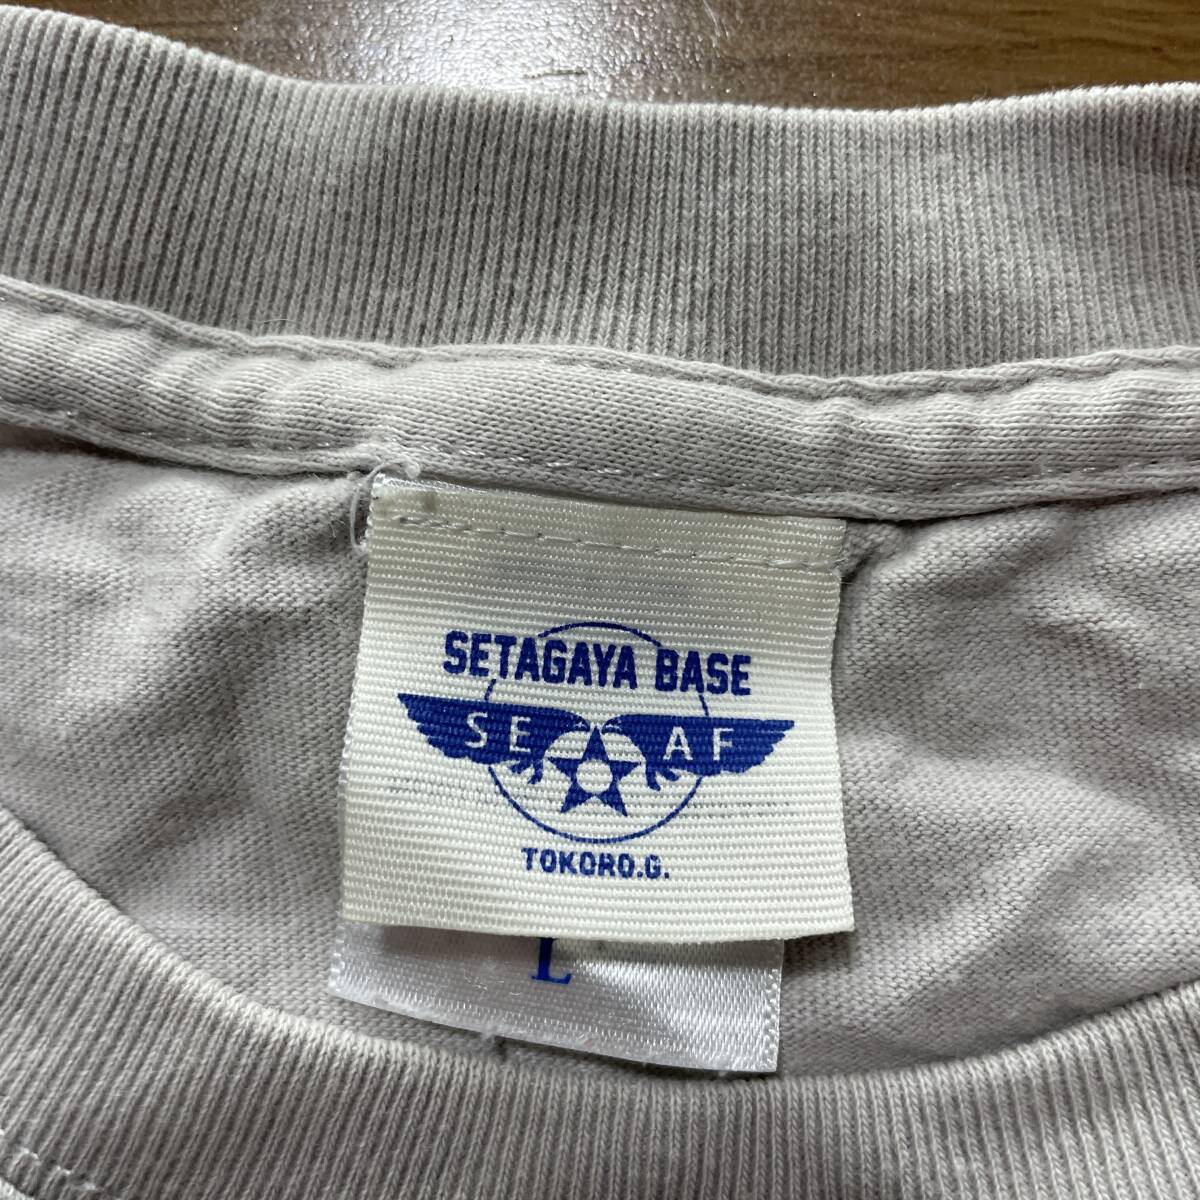 SETAGAYA BASE
SE AF
TOKORO.G.
L